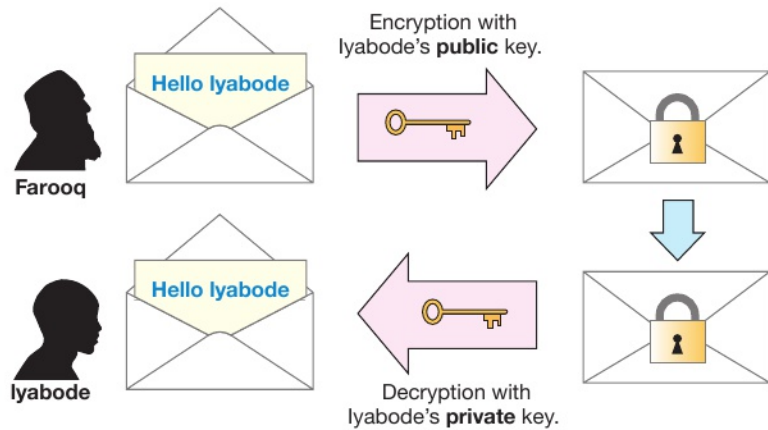 Encryption with
Iyabode's public key.
Hello Iyabode
Farooq
Hello Iyabode
Iyabode
Decryption with
Iyabode's private key.